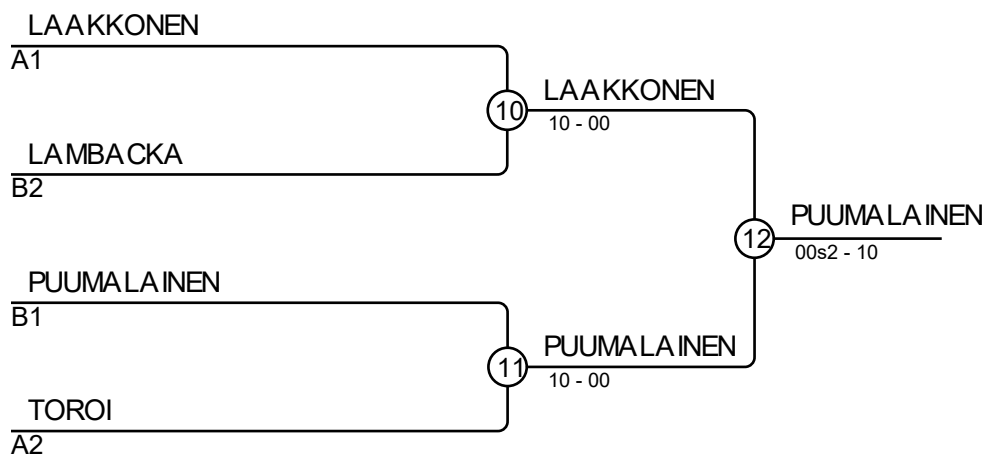 LAAKKONEN
A1
10
LAAKKONEN
10 - 00
LAMBACKA
B2
12
PUUMALAINEN
00s2 - 10
PUUMALAINEN
B1
11
PUUMALAINEN
10 - 00
TOROI
A2